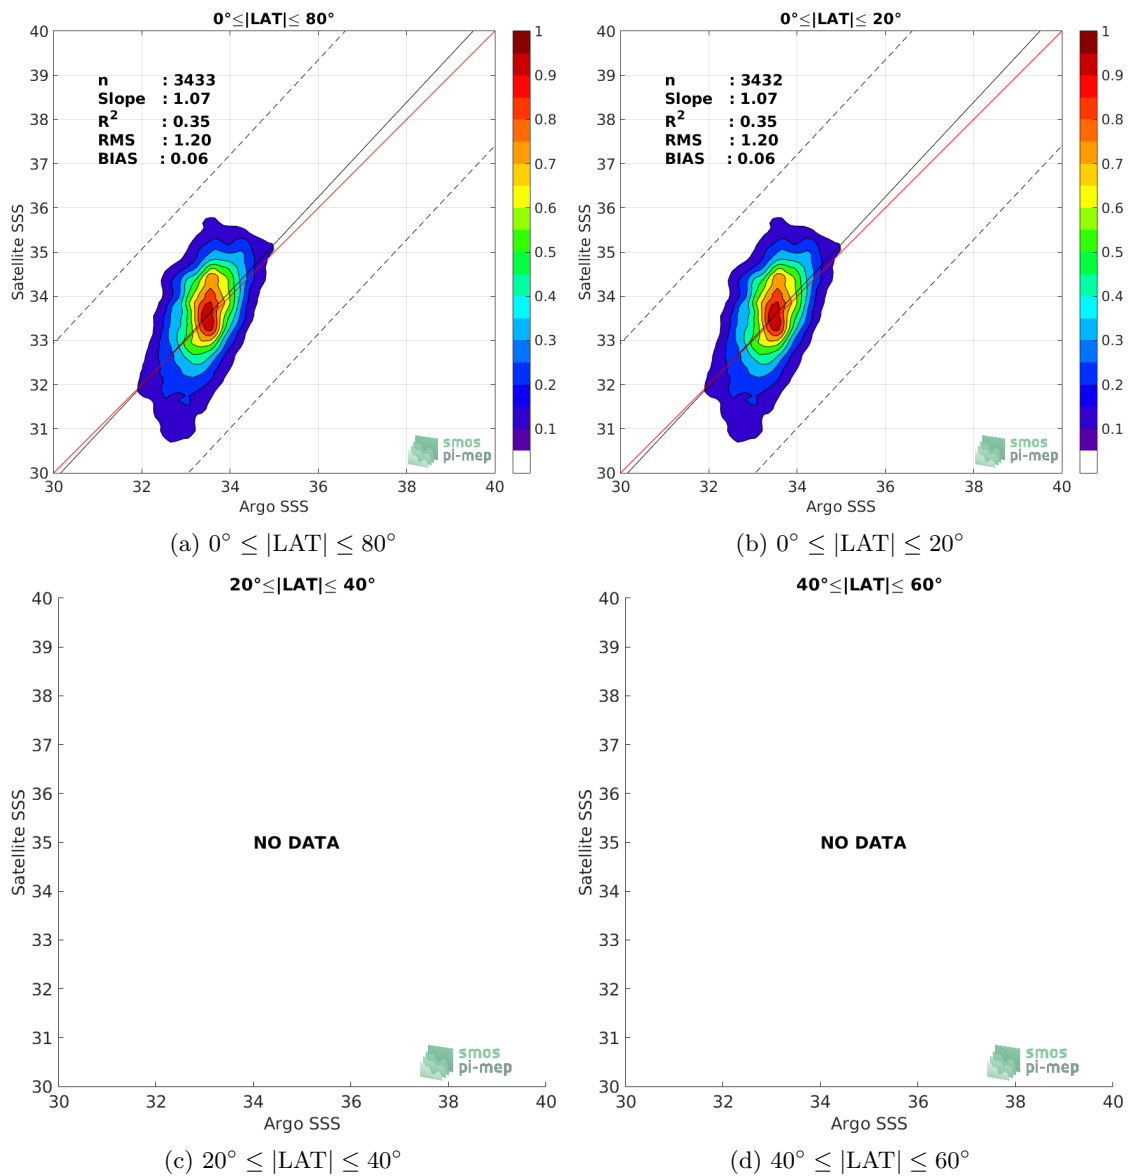 0°≤|LAT|≤ 80°
40
39
38
37
36
35
34
33
32
31
30
Satellite SSS
n : 3433
Slope : 1.07
R² : 0.35
RMS : 1.20
BIAS : 0.06
smos
pi-mep
30 32 34 36 38 40
Argo SSS
1
0.9
0.8
0.7
0.6
0.5
0.4
0.3
0.2
0.1
(a) 0° ≤ |LAT| ≤ 80°
0°≤|LAT|≤ 20°
40
39
38
37
36
35
34
33
32
31
30
Satellite SSS
n : 3432
Slope : 1.07
R² : 0.35
RMS : 1.20
BIAS : 0.06
smos
pi-mep
30 32 34 36 38 40
Argo SSS
1
0.9
0.8
0.7
0.6
0.5
0.4
0.3
0.2
0.1
(b) 0° ≤ |LAT| ≤ 20°
20°≤|LAT|≤ 40°
40
39
38
37
36
35
34
33
32
31
30
Satellite SSS
NO DATA
smos
pi-mep
30 32 34 36 38 40
Argo SSS
(c) 20° ≤ |LAT| ≤ 40°
40°≤|LAT|≤ 60°
40
39
38
37
36
35
34
33
32
31
30
Satellite SSS
NO DATA
smos
pi-mep
30 32 34 36 38 40
Argo SSS
(d) 40° ≤ |LAT| ≤ 60°